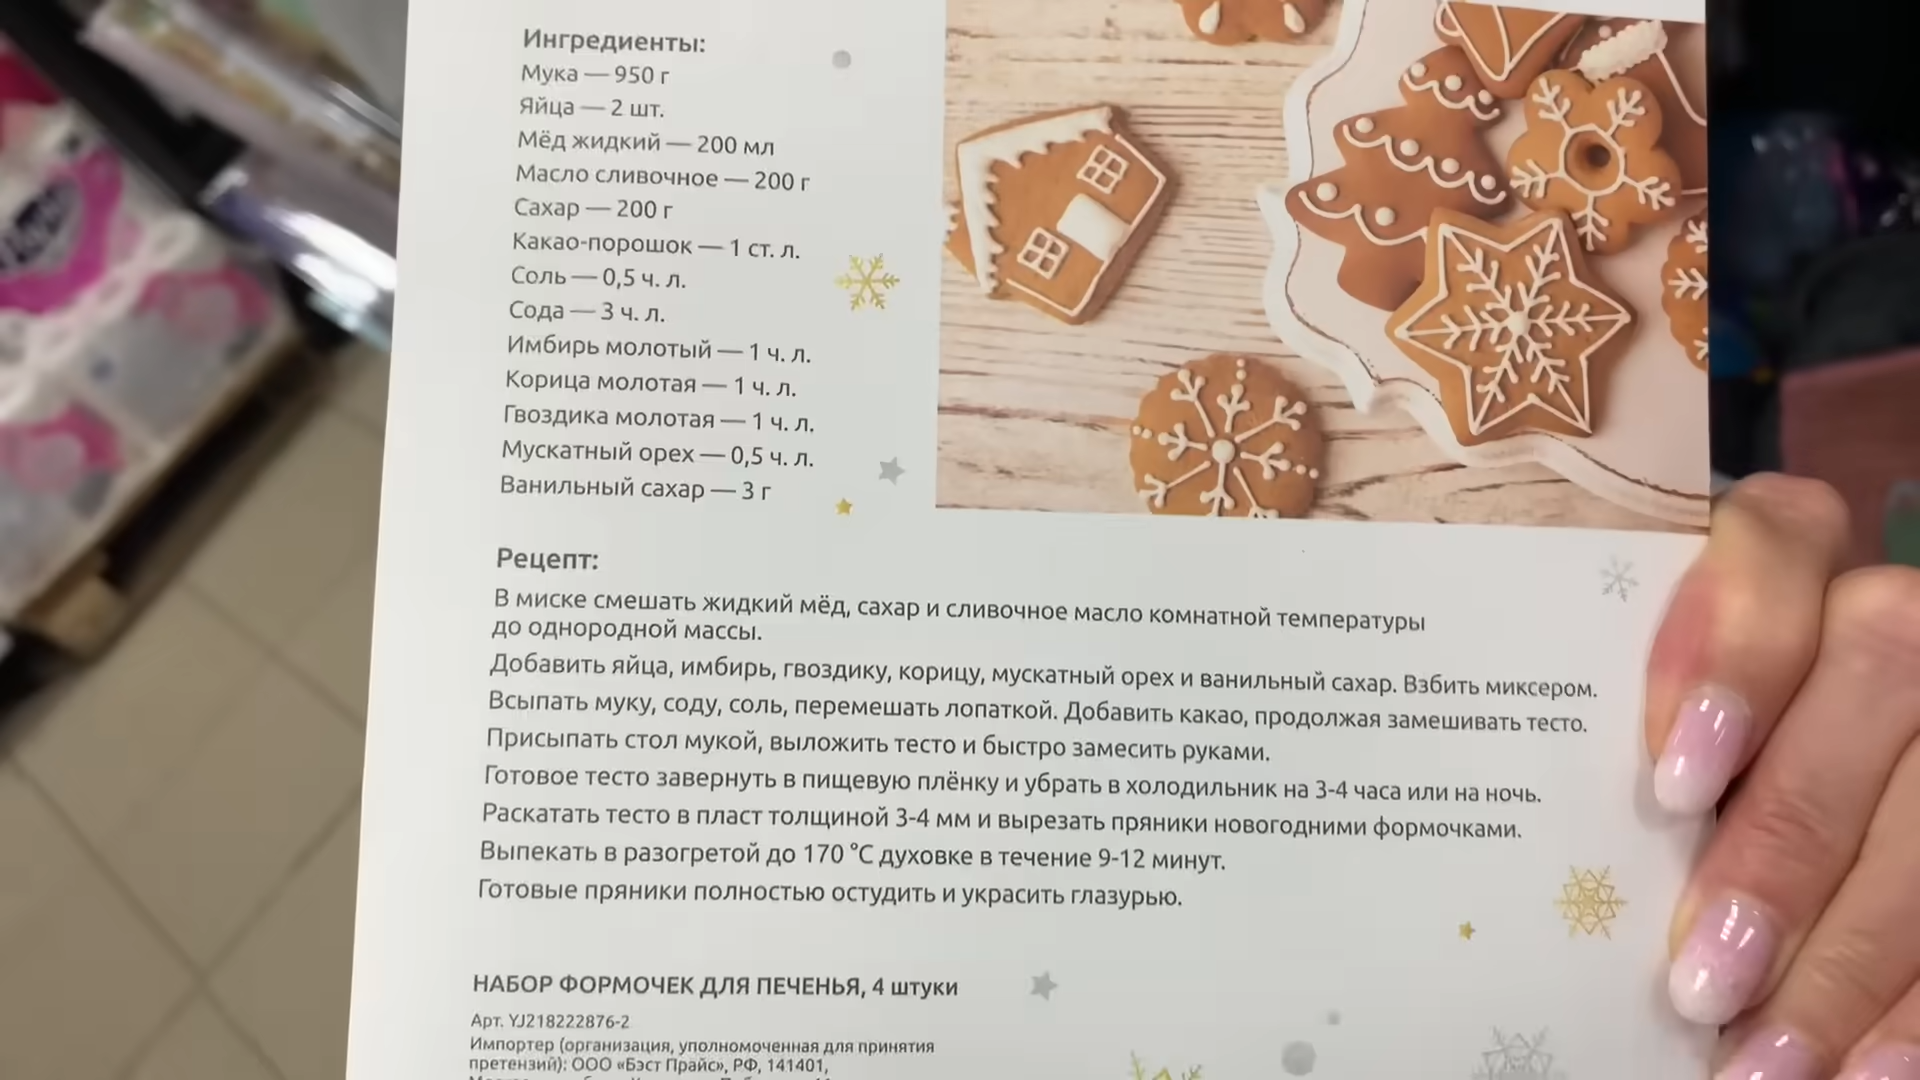 Ингредиенты:
Мука — 950 г
Яйца — 2 шт.
Мёд жидкий — 200 мл
Масло сливочное — 200 г
Сахар — 200 г
Какао-порошок — 1 ст. л.
Соль — 0,5 ч. л.
Сода — 3 ч. л.
Имбирь молотый — 1 ч. л.
Корица молотая — 1 ч. л.
Гвоздика молотая — 1 ч. л.
Мускатный орех — 0,5 ч. л.
Ванильный сахар — 3 г
Рецепт:
В миске смешать жидкий мёд, сахар и сливочное масло комнатной температуры
до однородной массы.
Добавить яйца, имбирь, гвоздику, корицу, мускатный орех и ванильный сахар. Взбить миксером.
Всыпать муку, соду, соль, перемешать лопаткой. Добавить какао, продолжая замешивать тесто.
Присыпать стол мукой, выложить тесто и быстро замесить руками.
Готовое тесто завернуть в пищевую плёнку и убрать в холодильник на 3-4 часа или на ночь.
Раскатать тесто в пласт толщиной 3-4 мм и вырезать пряники новогодними формочками.
Выпекать в разогретой до 170 °С духовке в течение 9-12 минут.
Готовые пряники полностью остудить и украсить глазурью.
НАБОР ФОРМОЧЕК ДЛЯ ПЕЧЕНЬЯ, 4 штуки
Арт. YJ218222876-2
Импортер (организация, уполномоченная для принятия
претензий): ООО «Бэст Прайс», РФ, 141401,